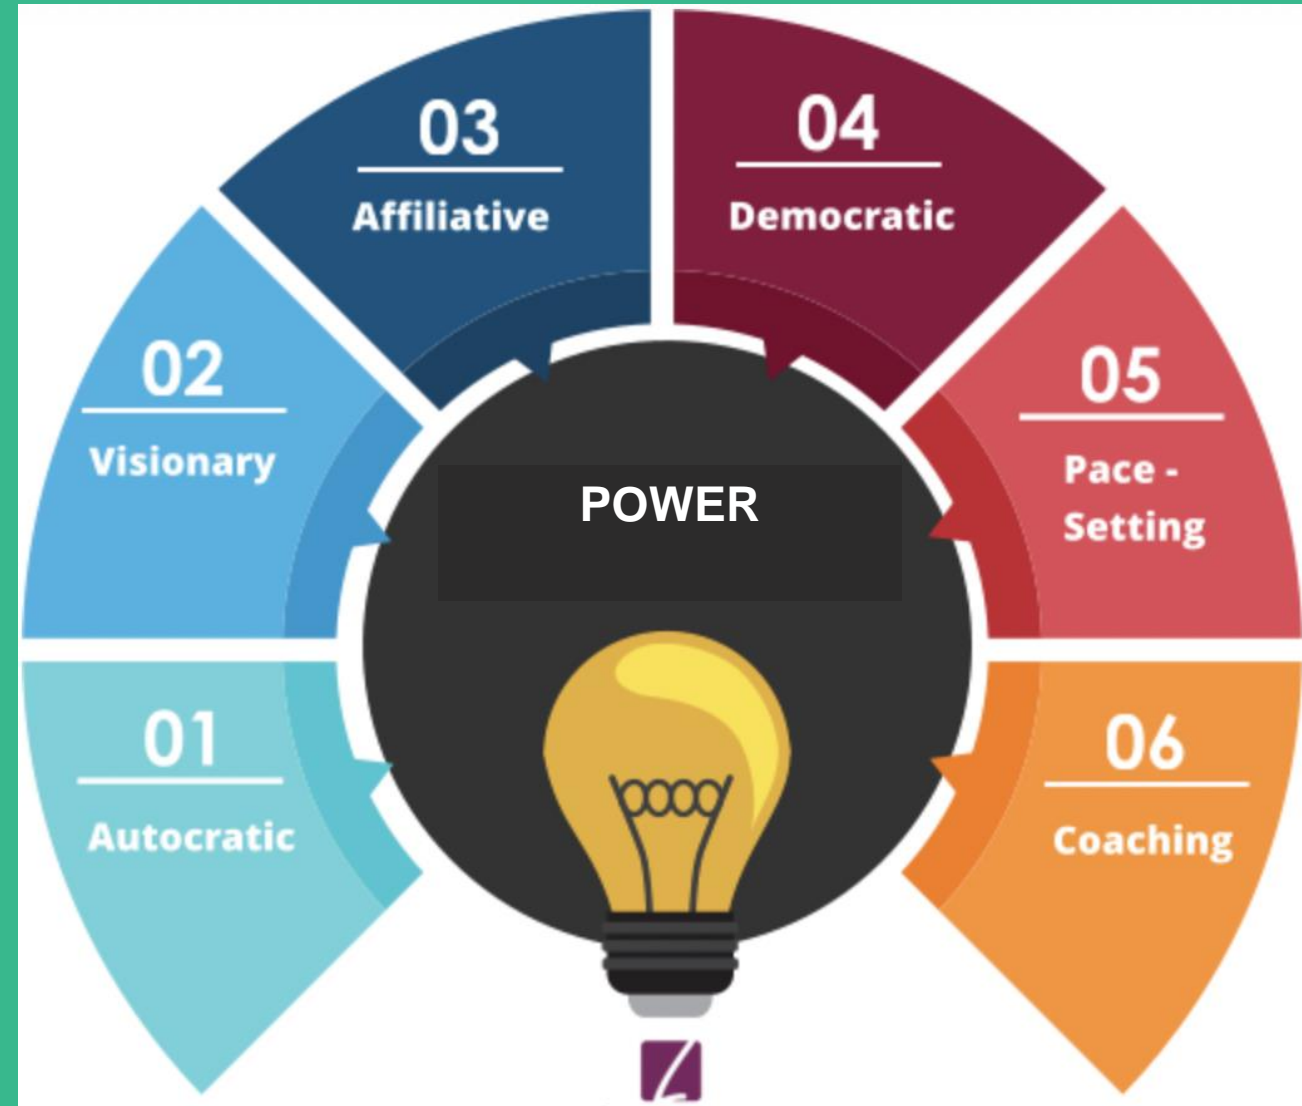 01
Autocratic
02
Visionary
03
Affiliative
04
Democratic
05
Pace -
Setting
06
Coaching
POWER